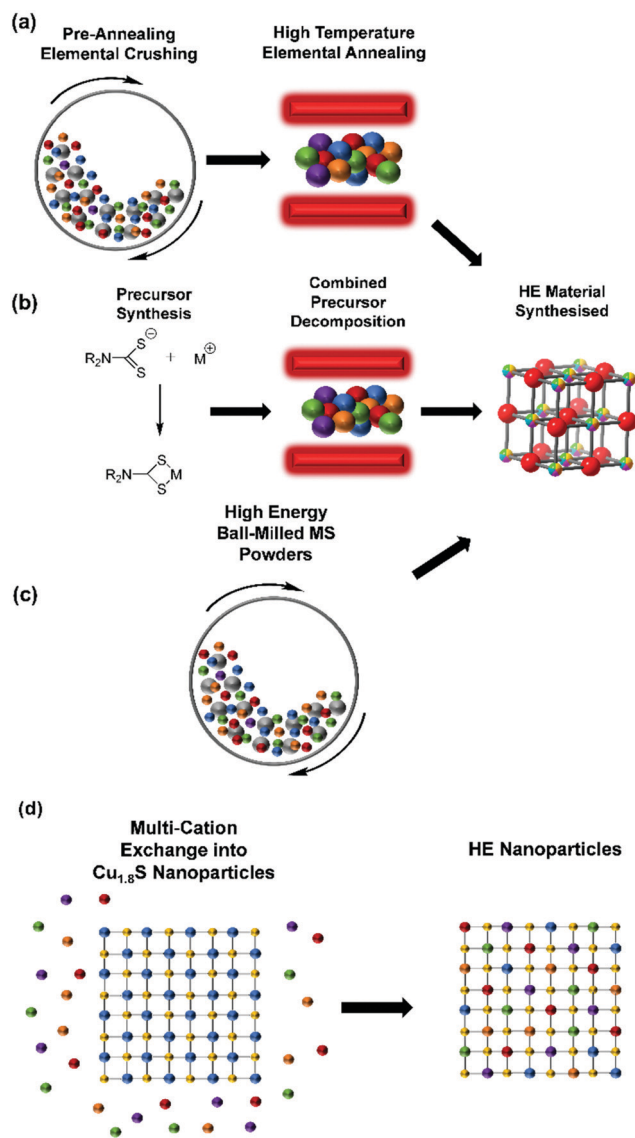 (a)
Pre-Annealing
Elemental Crushing
High Temperature
Elemental Annealing
(b)
Precursor
Synthesis
Combined
Precursor
Decomposition
HE Material
Synthesised
R₂N
S⊖
S
+
M⊕
R₂N
S
M
S
High Energy
Ball-Milled MS
Powders
(c)
(d)
Multi-Cation
Exchange into
Cu₁.₈S Nanoparticles
HE Nanoparticles